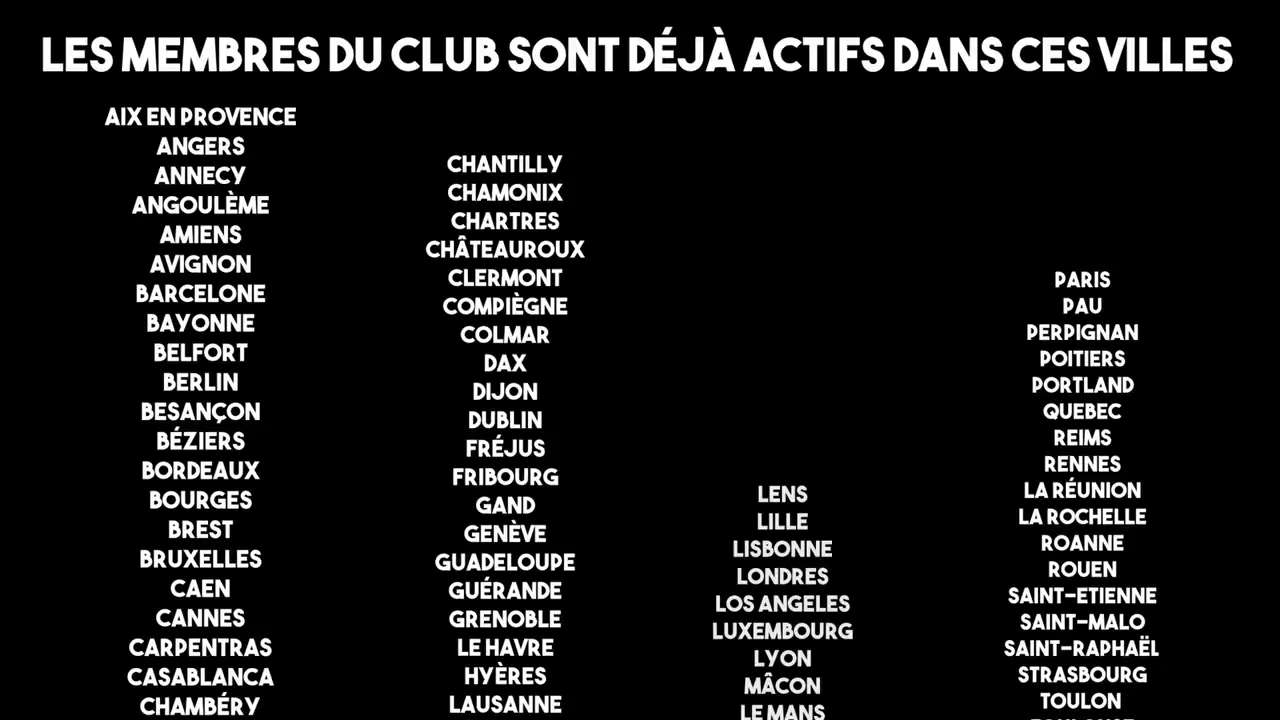 LES MEMBRES DU CLUB SONT DÉJÀ ACTIFS DANS CES VILLES
AIX EN PROVENCE
ANGERS
ANNECY
ANGOULÈME
AMIENS
AVIGNON
BARCELONE
BAYONNE
BELFORT
BERLIN
BESANÇON
BÉZIERS
BORDEAUX
BOURGES
BREST
BRUXELLES
CAEN
CANNES
CARPENTRAS
CASABLANCA
CHAMBÉRY
CHANTILLY
CHAMONIX
CHARTRES
CHÂTEAUROUX
CLERMONT
COMPIÈGNE
COLMAR
DAX
DIJON
DUBLIN
FRÉJUS
FRIBOURG
GAND
GENÈVE
GUADELOUPE
GUÉRANDE
GRENOBLE
LE HAVRE
HYÈRES
LAUSANNE
LENS
LILLE
LISBONNE
LONDRES
LOS ANGELES
LUXEMBOURG
LYON
MÂCON
LE MANS
PARIS
PAU
PERPIGNAN
POITIERS
PORTLAND
QUEBEC
REIMS
RENNES
LA RÉUNION
LA ROCHELLE
ROANNE
ROUEN
SAINT-ETIENNE
SAINT-MALO
SAINT-RAPHAËL
STRASBOURG
TOULON